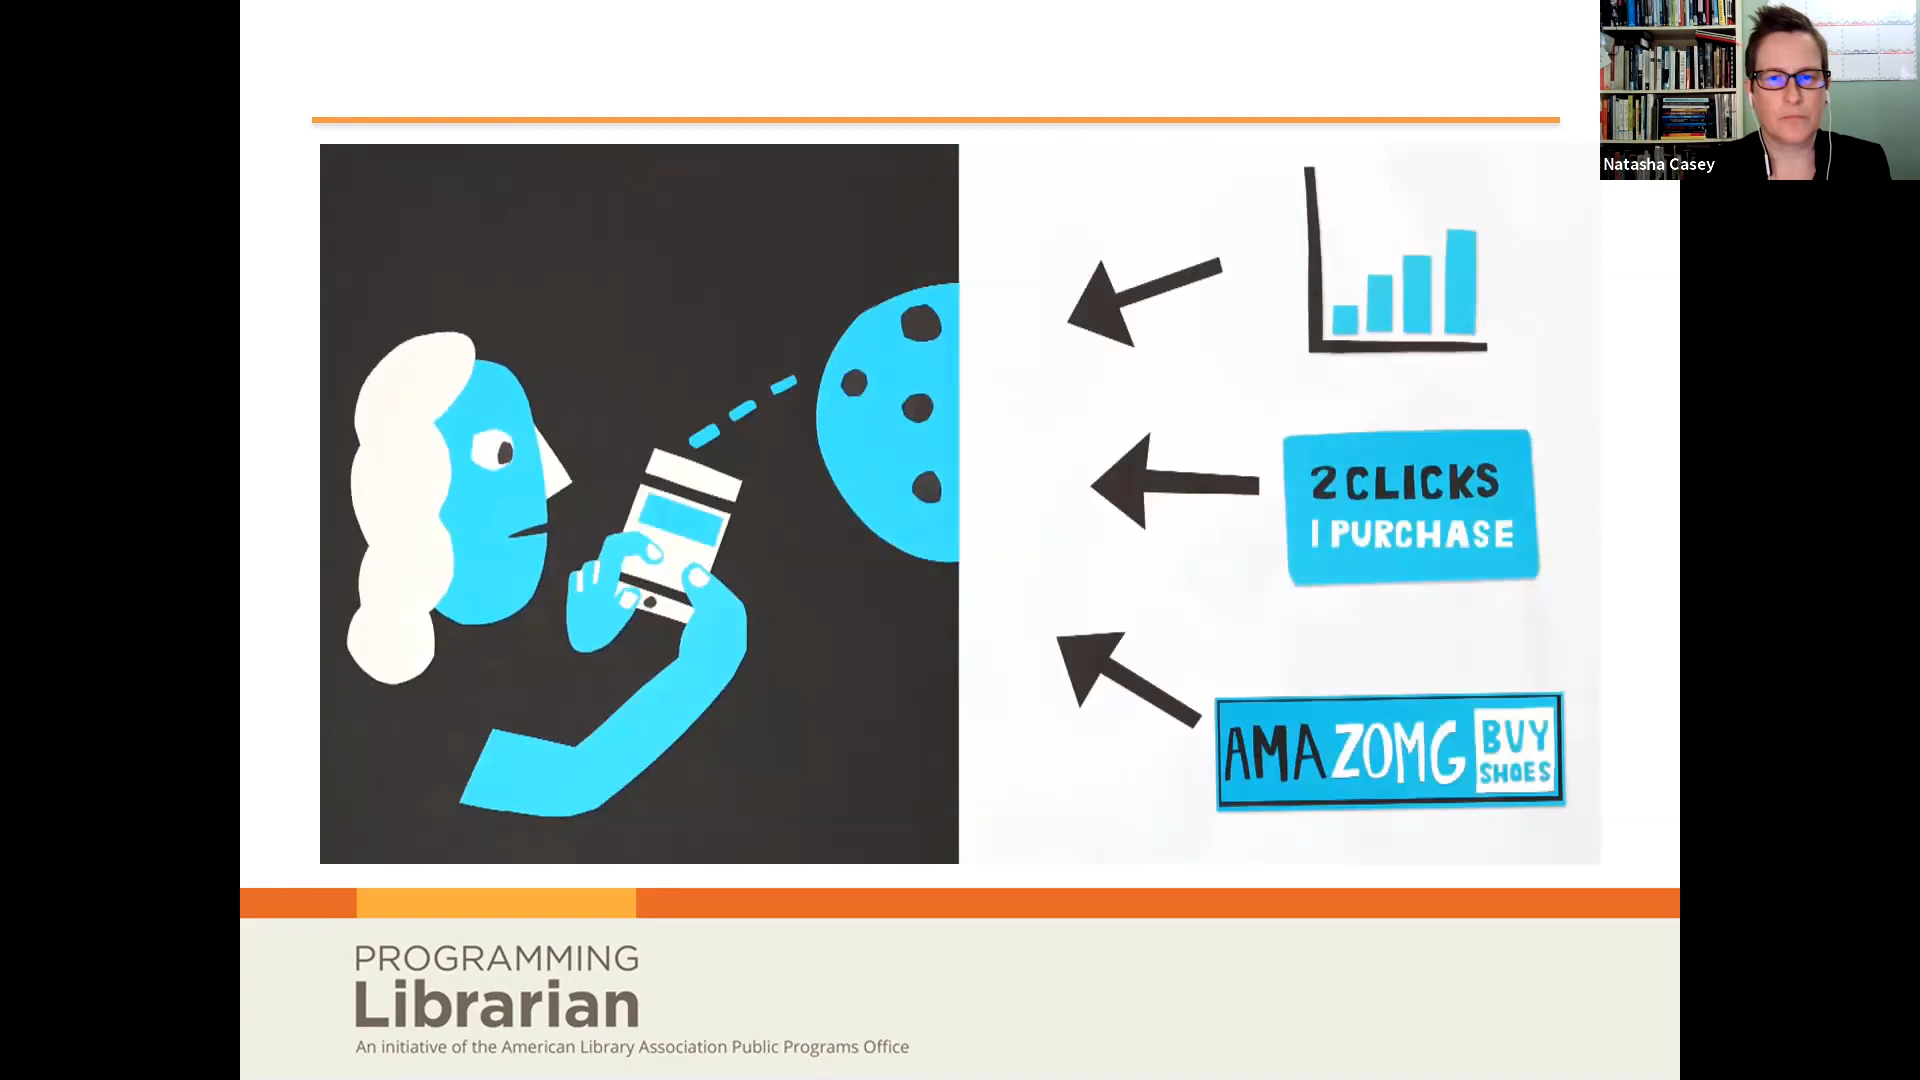 Natasha Casey
2 CLICKS
1 PURCHASE
AMAZOMG BUY
SHOES
PROGRAMMING
Librarian
An initiative of the American Library Association Public Programs Office